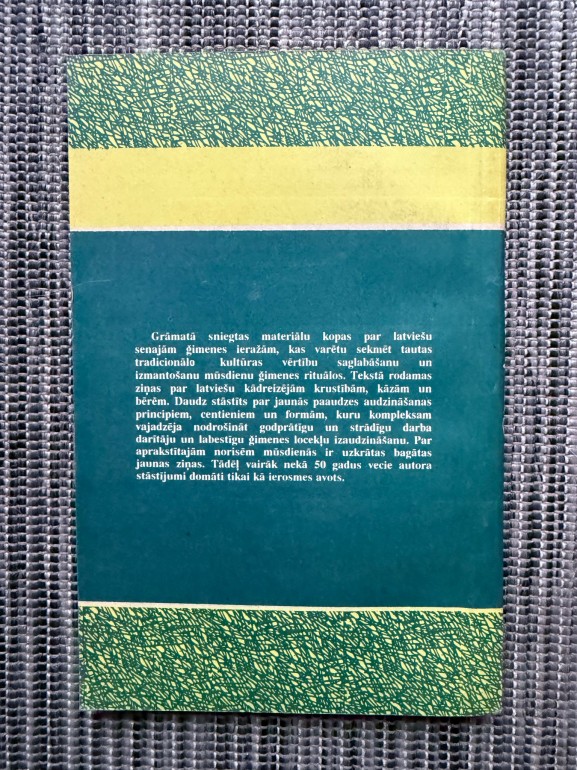 Grāmatā sniegtas materiālu kopas par latviešu
senajām ģimenes ieražām, kas varētu sekmēt tautas
tradicionālo kultūras vērtību saglabāšanu un
izmantošanu mūsdienu ģimenes rituālos. Tekstā rodamas
ziņas par latviešu kādreizējām krustībām, kāzām un
bērēm. Daudz stāstīts par jaunās paaudzes audzināšanas
principiem, centieniem un formām, kuru kompleksam
vajadzēja nodrošināt godprātīgu un strādīgu darba
darītāju un labestīgu ģimenes locekļu izaudzināšanu. Par
aprakstītajām norisēm mūsdienās ir uzkrātas bagātas
jaunas ziņas. Tādēļ vairāk nekā 50 gadus vecie autora
stāstījumi domāti tikai kā ierosmes avots.